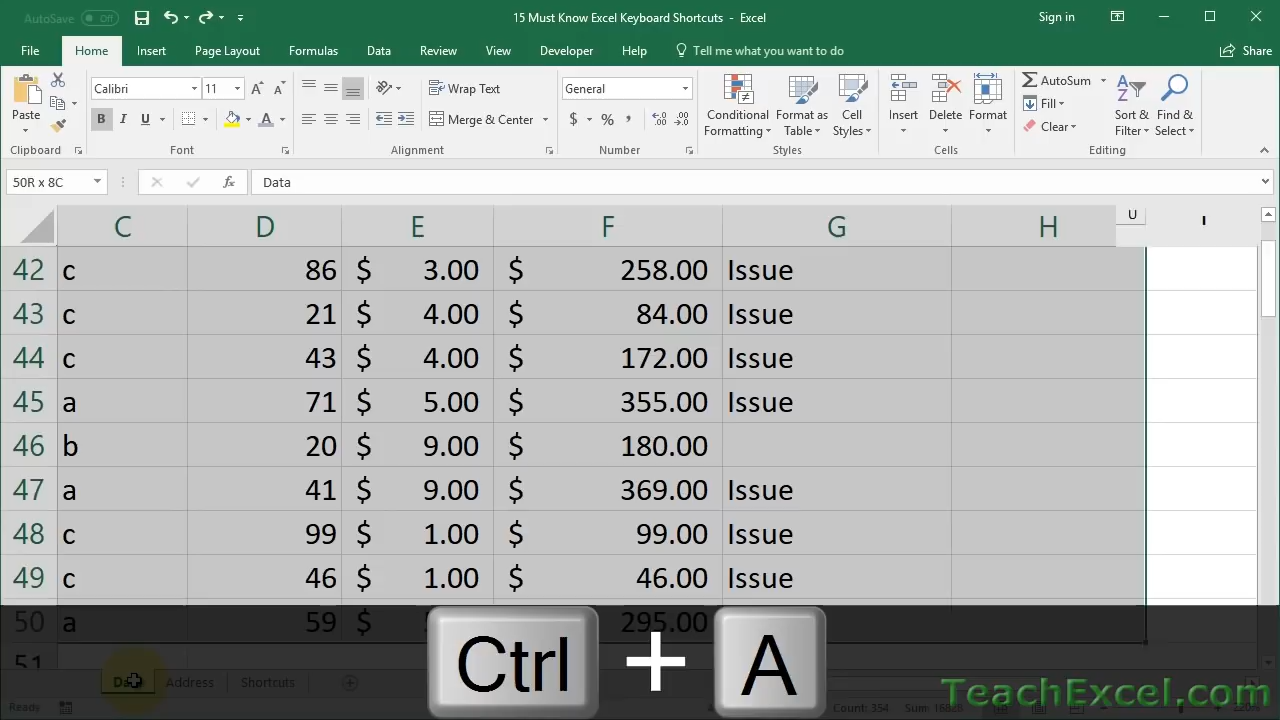 AutoSave Off 15 Must Know Excel Keyboard Shortcuts - Excel Sign in
File Home Insert Page Layout Formulas Data Review View Developer Help Tell me what you want to do Share
Paste Calibri 11 Wrap Text General Conditional Formatting Format as Table Cell Styles Insert Delete Format AutoSum Fill Clear Sort & Filter Find & Select
B I U A Merge & Center $ % ,
Clipboard Font Alignment Number Styles Cells Editing
50R x 8C fx Data
C D E F G H U
42 c 86 $ 3.00 $ 258.00 Issue
43 c 21 $ 4.00 $ 84.00 Issue
44 c 43 $ 4.00 $ 172.00 Issue
45 a 71 $ 5.00 $ 355.00 Issue
46 b 20 $ 9.00 $ 180.00
47 a 41 $ 9.00 $ 369.00 Issue
48 c 99 $ 1.00 $ 99.00 Issue
49 c 46 $ 1.00 $ 46.00 Issue
50 a 59 $ 295.00
51
Ctrl + A
Address Shortcuts
TeachExcel.com
Ready Count: 354